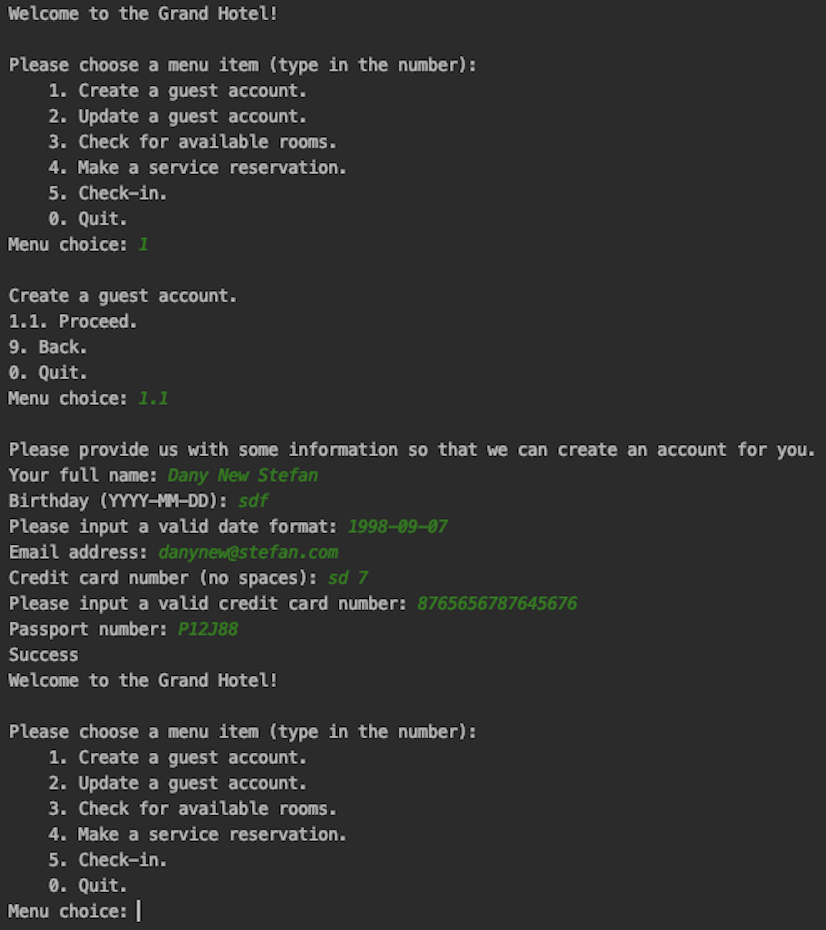 Welcome to the Grand Hotel!
Please choose a menu item (type in the number):
1. Create a guest account.
2. Update a guest account.
3. Check for available rooms.
4. Make a service reservation.
5. Check-in.
0. Quit.
Menu choice: 1
Create a guest account.
1.1. Proceed.
9. Back.
0. Quit.
Menu choice: 1.1
Please provide us with some information so that we can create an account for you.
Your full name: Dany New Stefan
Birthday (YYYY-MM-DD): sdf
Please input a valid date format: 1998-09-07
Email address: danynew@stefan.com
Credit card number (no spaces): sd 7
Please input a valid credit card number: 8765656787645676
Passport number: P12J88
Success
Welcome to the Grand Hotel!
Please choose a menu item (type in the number):
1. Create a guest account.
2. Update a guest account.
3. Check for available rooms.
4. Make a service reservation.
5. Check-in.
0. Quit.
Menu choice: